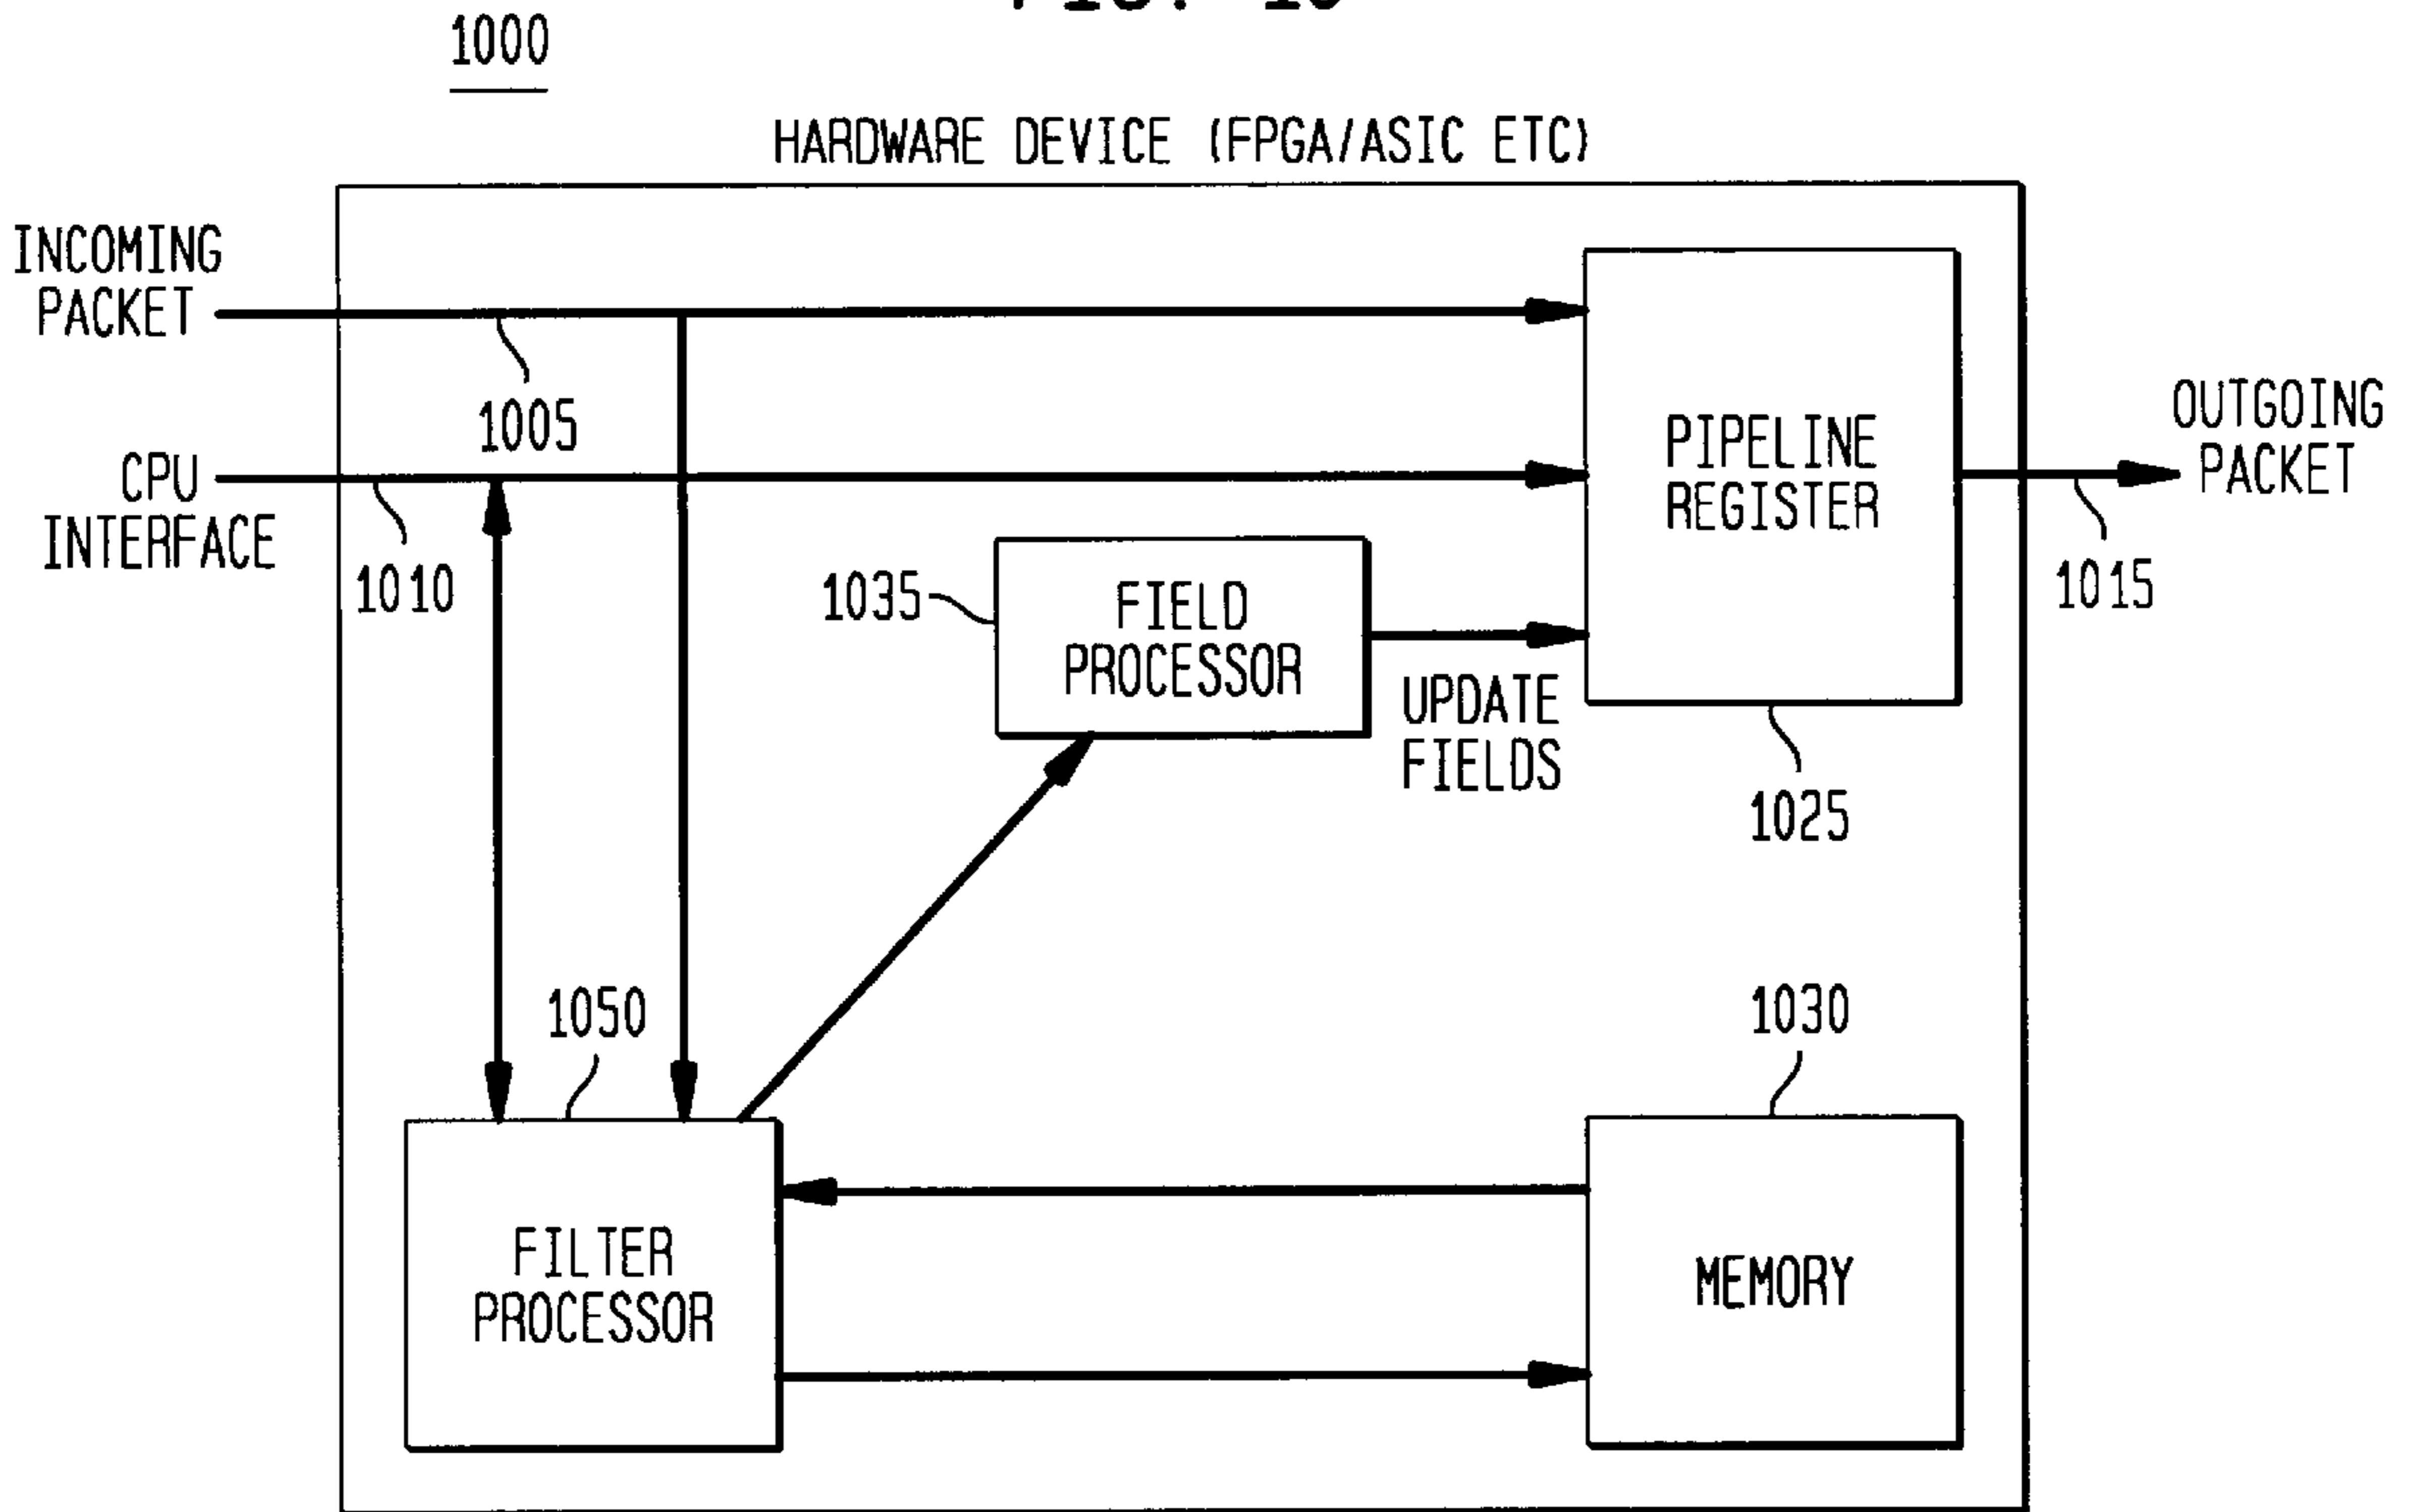 1000
HARDWARE DEVICE (FPGA/ASIC ETC)
INCOMING
PACKET
1005
CPU
INTERFACE
1010
PIPELINE
REGISTER
OUTGOING
PACKET
1015
1035
FIELD
PROCESSOR
UPDATE
FIELDS
1025
1050
1030
FILTER
PROCESSOR
MEMORY